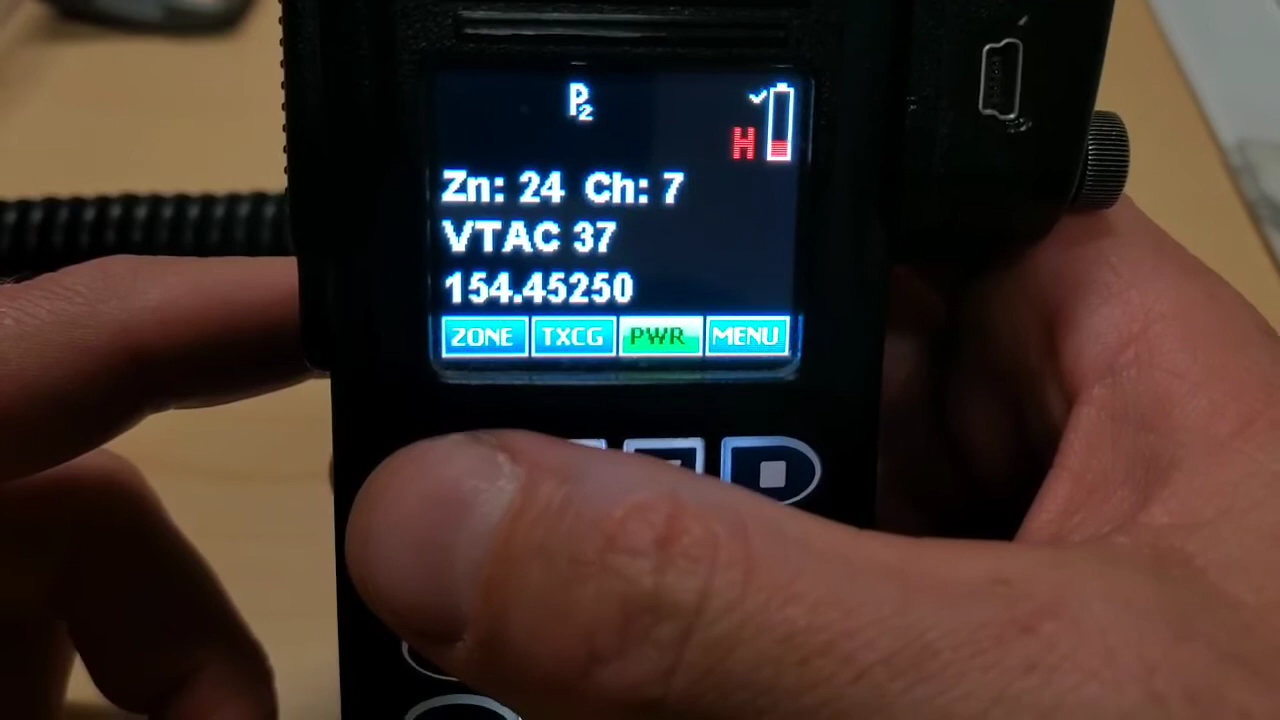 P2
H
Zn: 24 Ch: 7
VTAC 37
154.45250
ZONE TXCG PWR MENU